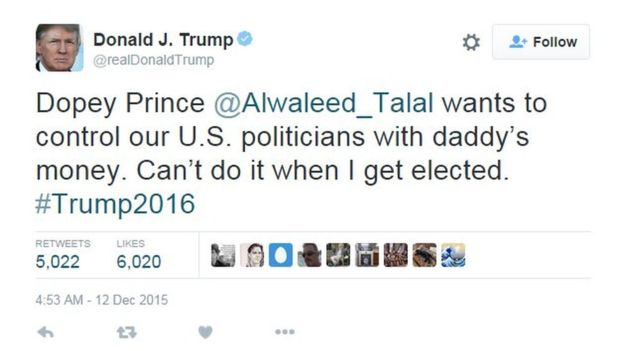 Donald J. Trump
@realDonaldTrump
Follow
Dopey Prince @Alwaleed_Talal wants to
control our U.S. politicians with daddy's
money. Can't do it when I get elected.
#Trump2016
RETWEETS LIKES
5,022 6,020
4:53 AM - 12 Dec 2015